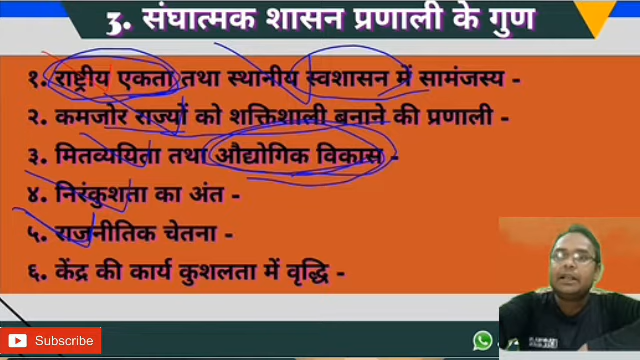 3. संघात्मक शासन प्रणाली के गुण
१. राष्ट्रीय एकता तथा स्थानीय स्वशासन में सामंजस्य -
२. कमजोर राज्यों को शक्तिशाली बनाने की प्रणाली -
३. मितव्ययिता तथा औद्योगिक विकास -
४. निरंकुशता का अंत -
५. राजनीतिक चेतना -
६. केंद्र की कार्य कुशलता में वृद्धि -
Subscribe